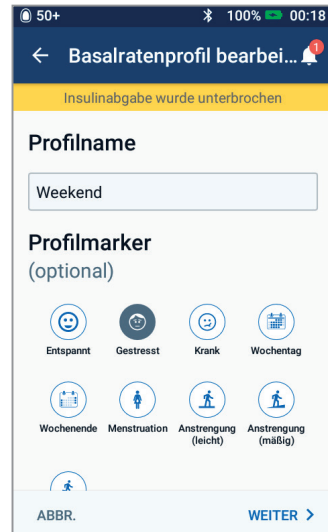 50+ 100% 00:18
Basalratenprofil bearbei... 1
Insulinabgabe wurde unterbrochen
Profilname
Weekend
Profilmarker
(optional)
Entspannt Gestresst Krank Wochentag
Wochenende Menstruation Anstrengung Anstrengung
(leicht) (mäßig)
ABBR. WEITER